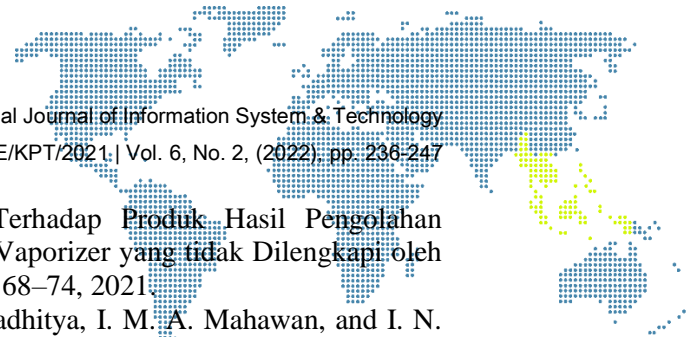 al Journal of Information System & Technology
E/KPT/2021 | Vol. 6, No. 2, (2022), pp. 236-247
Terhadap Produk Hasil Pengolahan
Vaporizer yang tidak Dilengkapi oleh
68–74, 2021.
adhitya, I. M. A. Mahawan, and I. N.